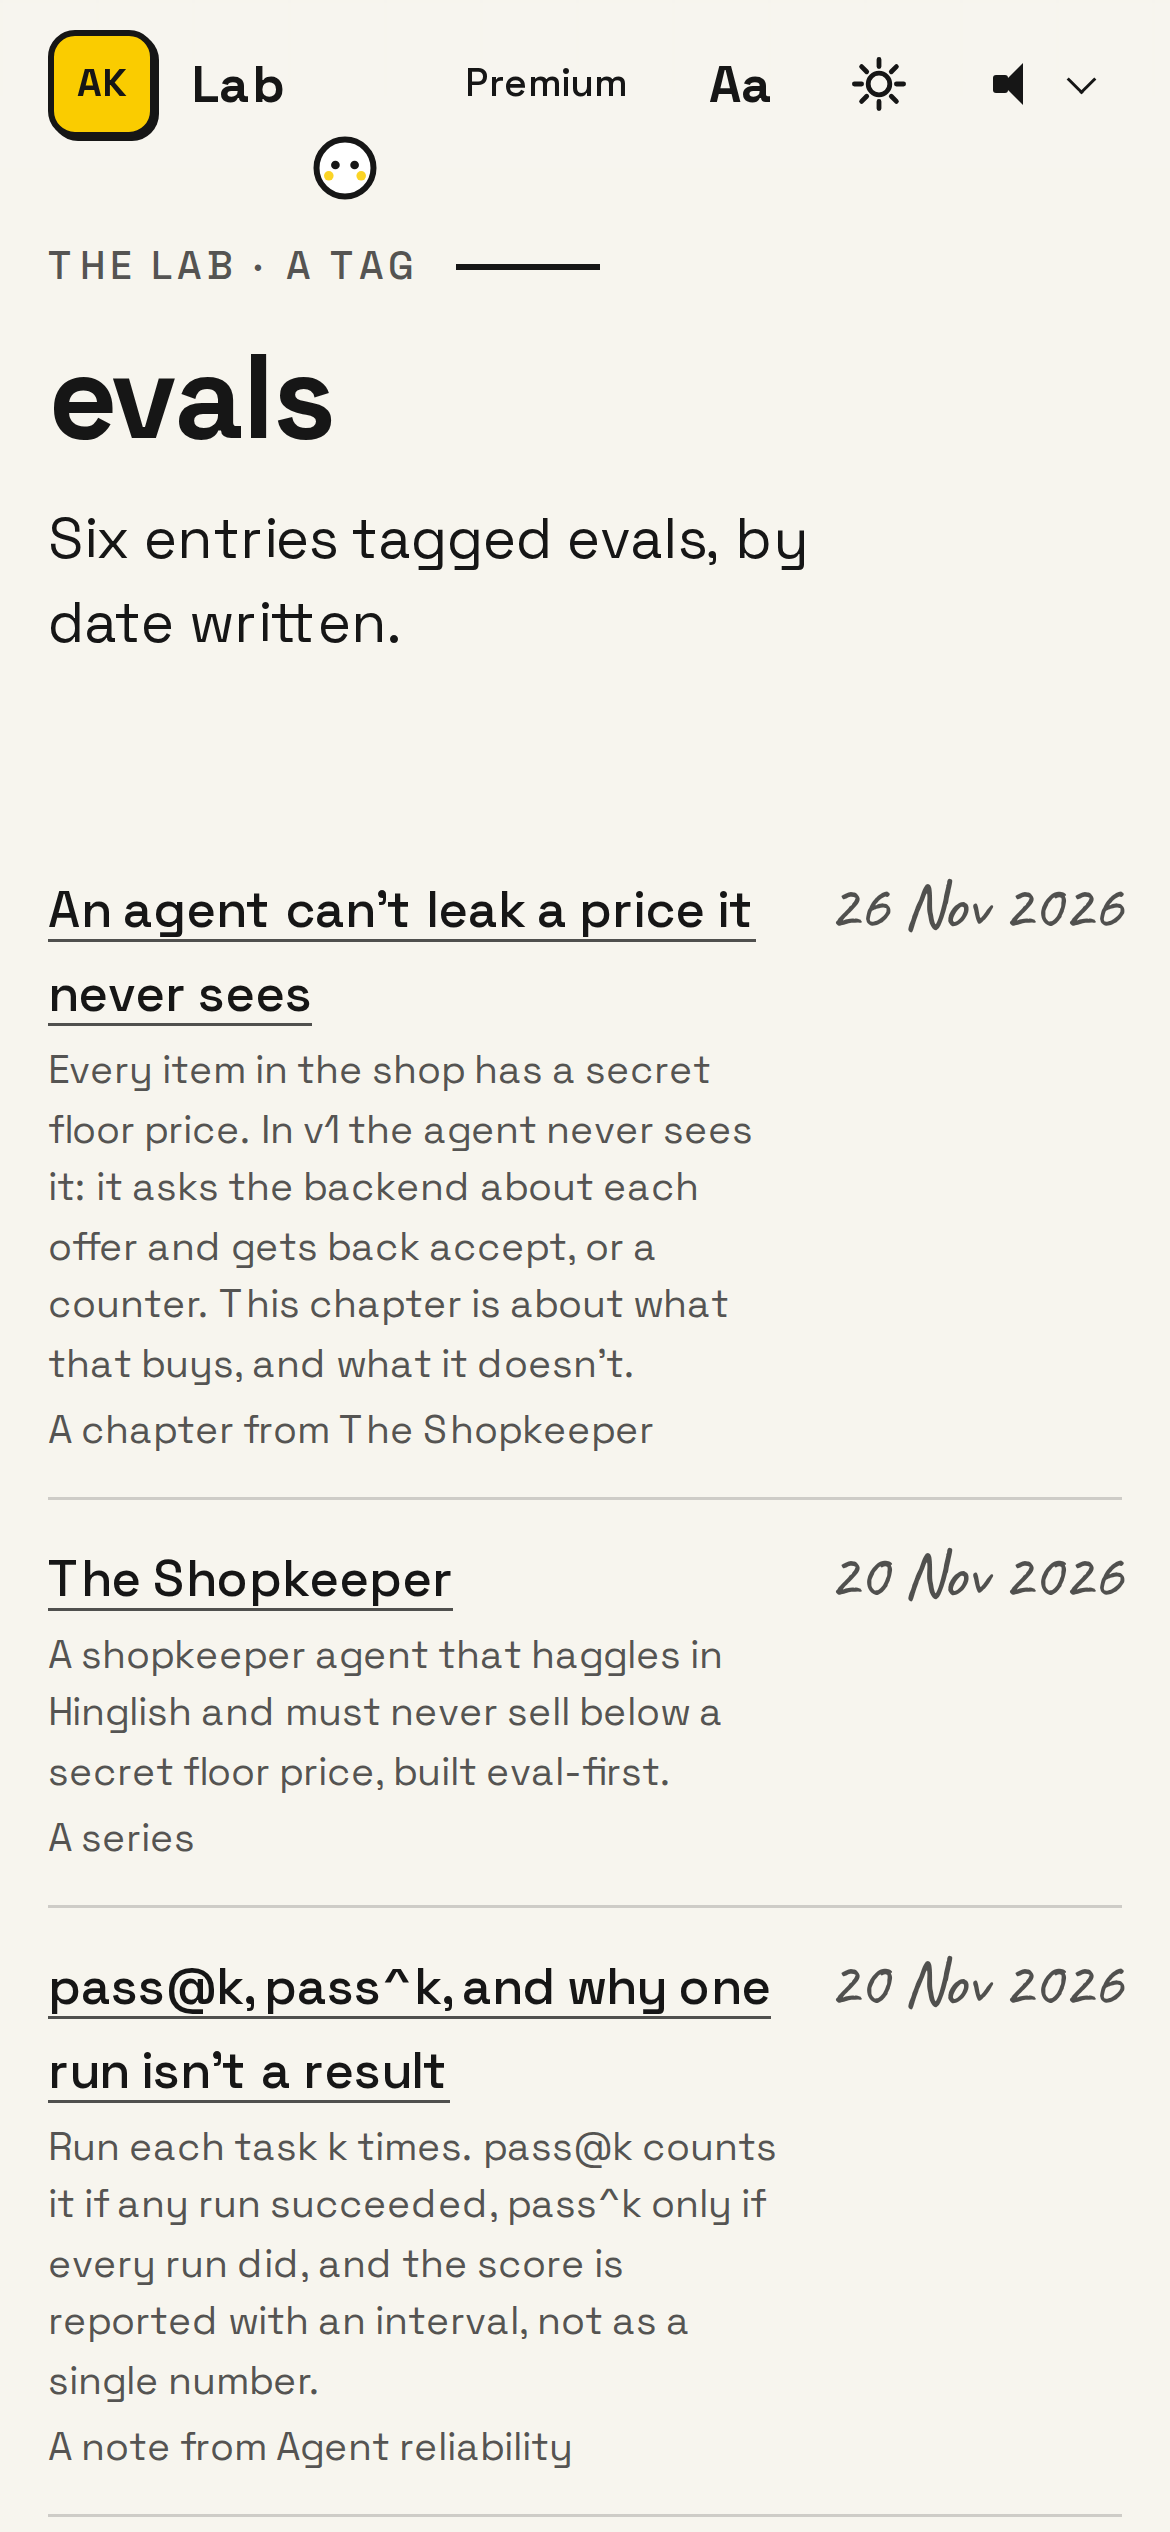 AK Lab Premium Aa
THE LAB · A TAG
evals
Six entries tagged evals, by
date written.
An agent can’t leak a price it
never sees
26 Nov 2026
Every item in the shop has a secret
floor price. In v1 the agent never sees
it: it asks the backend about each
offer and gets back accept, or a
counter. This chapter is about what
that buys, and what it doesn’t.
A chapter from The Shopkeeper
The Shopkeeper
20 Nov 2026
A shopkeeper agent that haggles in
Hinglish and must never sell below a
secret floor price, built eval-first.
A series
pass@k, pass^k, and why one
run isn’t a result
20 Nov 2026
Run each task k times. pass@k counts
it if any run succeeded, pass^k only if
every run did, and the score is
reported with an interval, not as a
single number.
A note from Agent reliability